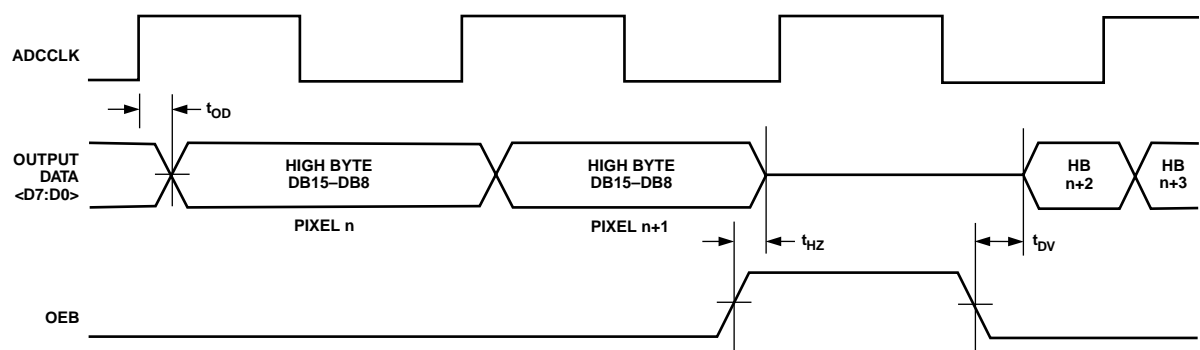 ADCCLK
t_OD
OUTPUT
DATA
<D7:D0>
HIGH BYTE
DB15–DB8
HIGH BYTE
DB15–DB8
HB
n+2
HB
n+3
PIXEL n
PIXEL n+1
t_HZ
t_DV
OEB